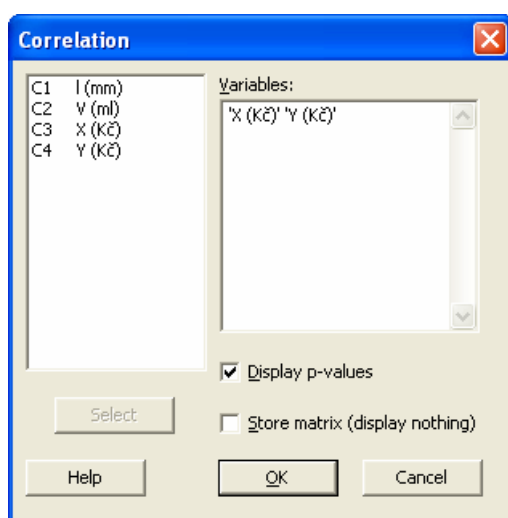 Correlation
C1 l (mm)
C2 V (ml)
C3 X (Kč)
C4 Y (Kč)
Variables:
'X (Kč)' 'Y (Kč)'
Display p-values
Select
Store matrix (display nothing)
Help
OK
Cancel